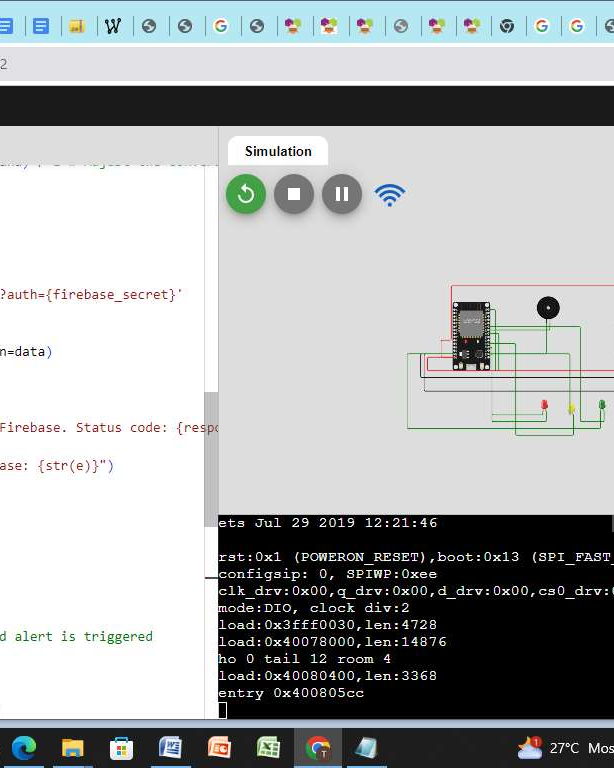 2
Simulation
?auth={firebase_secret}'
n=data)
Firebase. Status code: {respo
ase: {str(e)}")
d alert is triggered
ets Jul 29 2019 12:21:46
rst:0x1 (POWERON_RESET),boot:0x13 (SPI_FAST_
configsip: 0, SPIWP:0xee
clk_drv:0x00,q_drv:0x00,d_drv:0x00,cs0_drv:0
mode:DIO, clock div:2
load:0x3fff0030,len:4728
load:0x40078000,len:14876
ho 0 tail 12 room 4
load:0x40080400,len:3368
entry 0x400805cc
27°C Mos